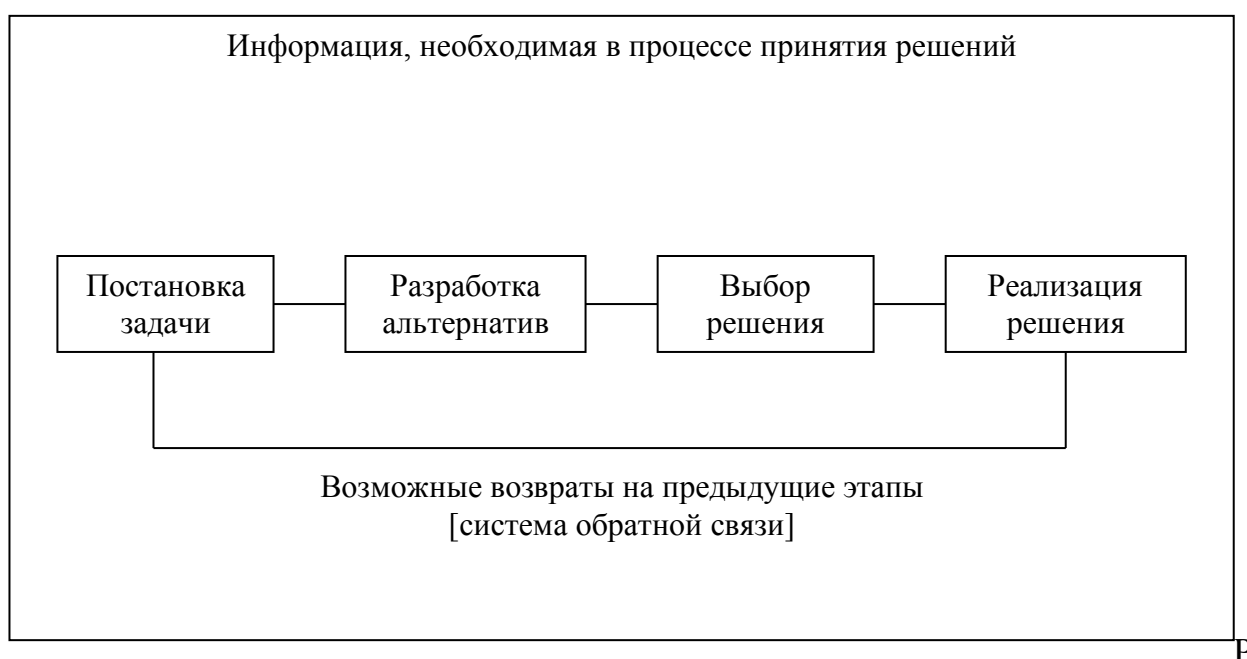 Информация, необходимая в процессе принятия решений
Постановка
задачи
Разработка
альтернатив
Выбор
решения
Реализация
решения
Возможные возвраты на предыдущие этапы
[система обратной связи]